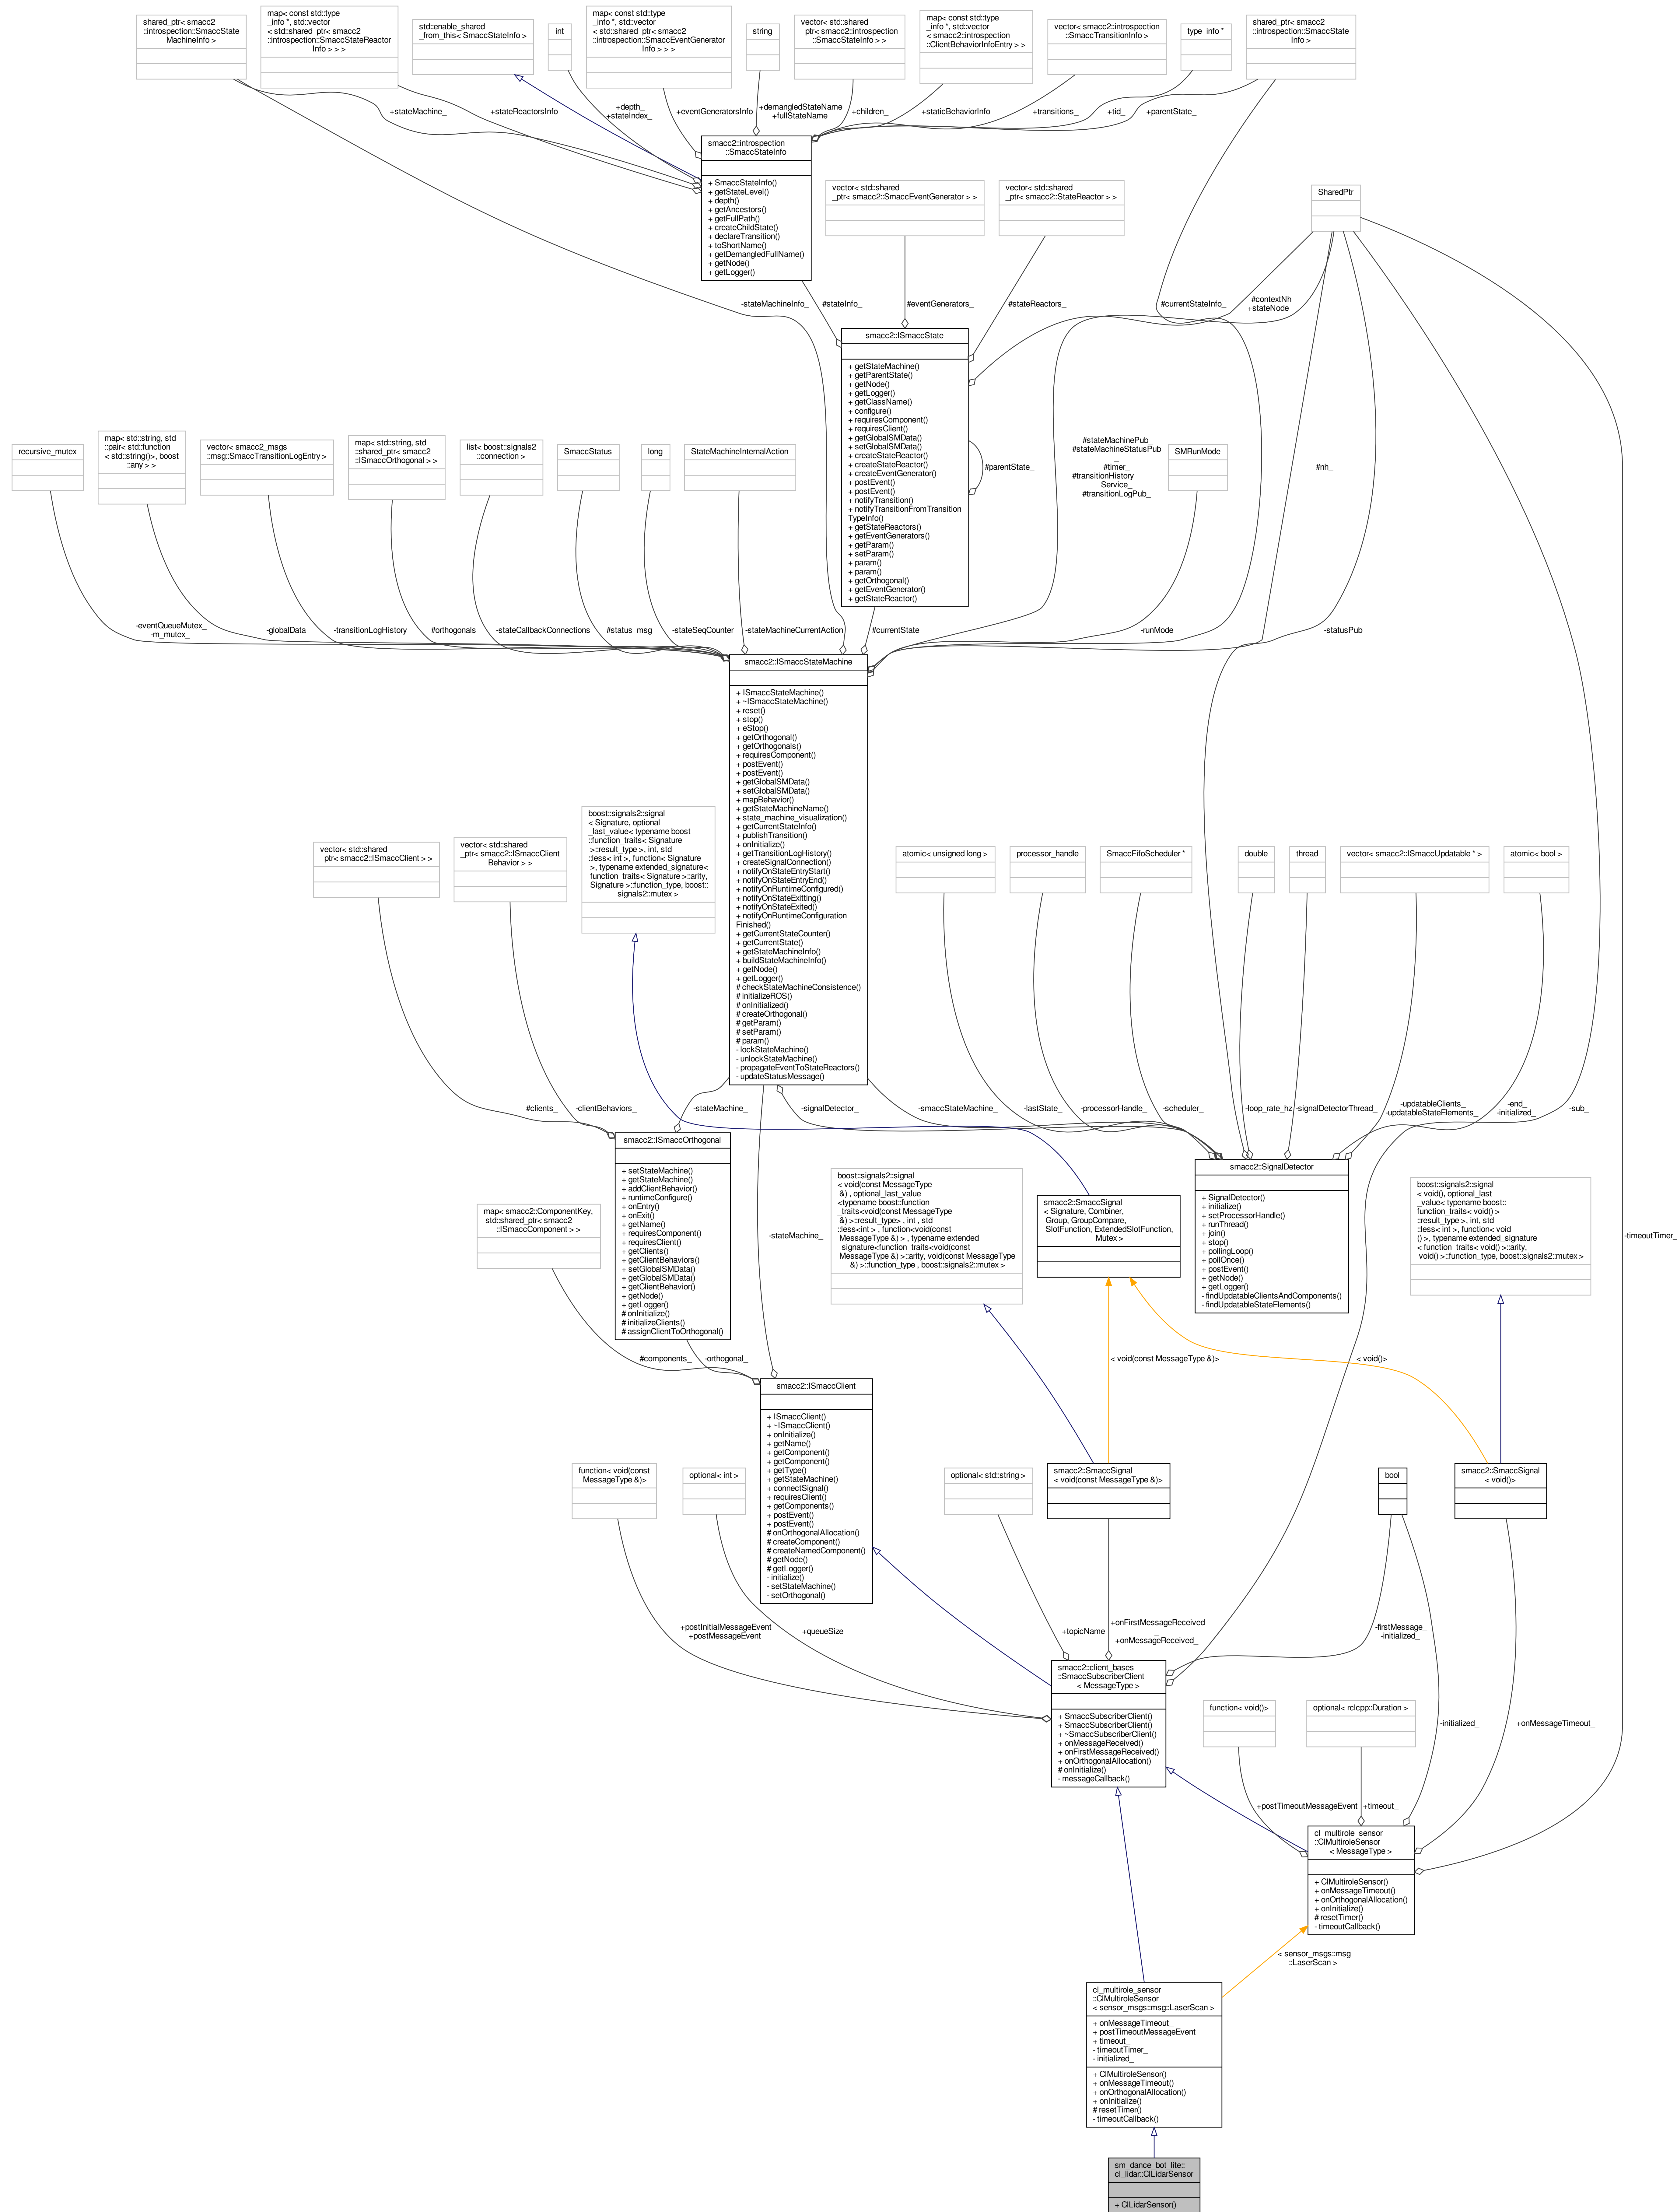 shared_ptr< smacc2
::introspection::SmaccState
MachineInfo >
map< const std::type
_info *, std::vector
< std::shared_ptr< smacc2
::introspection::SmaccStateReactor
Info > > >
std::enable_shared
_from_this< SmaccStateInfo >
int
map< const std::type
_info *, std::vector
< std::shared_ptr< smacc2
::introspection::SmaccEventGenerator
Info > > >
string
vector< std::shared
_ptr< smacc2::introspection
::SmaccStateInfo > >
map< const std::type
_info *, std::vector
< smacc2::introspection
::ClientBehaviorInfoEntry > >
vector< smacc2::introspection
::SmaccTransitionInfo >
type_info *
shared_ptr< smacc2
::introspection::SmaccState
Info >
+stateMachine_
+stateReactorsInfo
+depth_
+stateIndex_
+eventGeneratorsInfo
+demangledStateName
+fullStateName
+children_
+staticBehaviorInfo
+transitions_
+tid_
+parentState_
smacc2::introspection
::SmaccStateInfo
+ SmaccStateInfo()
+ getStateLevel()
+ depth()
+ getAncestors()
+ getFullPath()
+ createChildState()
+ declareTransition()
+ toShortName()
+ getDemangledFullName()
+ getNode()
+ getLogger()
vector< std::shared
_ptr< smacc2::SmaccEventGenerator > >
vector< std::shared
_ptr< smacc2::StateReactor > >
SharedPtr
-stateMachineInfo_
#stateInfo_
#eventGenerators_
#stateReactors_
#currentStateInfo_
#contextNh
+stateNode_
smacc2::ISmaccState
+ getStateMachine()
+ getParentState()
+ getNode()
+ getLogger()
+ getClassName()
+ configure()
+ requiresComponent()
+ requiresClient()
+ getGlobalSMData()
+ setGlobalSMData()
+ createStateReactor()
+ createStateReactor()
+ createEventGenerator()
+ postEvent()
+ postEvent()
+ notifyTransition()
+ notifyTransitionFromTransition
TypeInfo()
+ getStateReactors()
+ getEventGenerators()
+ getParam()
+ setParam()
+ param()
+ param()
+ getOrthogonal()
+ getEventGenerator()
+ getStateReactor()
#parentState_
#stateMachinePub_
#stateMachineStatusPub
_
#timer_
#transitionHistory
Service_
#transitionLogPub_
SMRunMode
#nh_
recursive_mutex
map< std::string, std
::pair< std::function
< std::string()>, boost
::any > >
vector< smacc2_msgs
::msg::SmaccTransitionLogEntry >
map< std::string, std
::shared_ptr< smacc2
::ISmaccOrthogonal > >
list< boost::signals2
::connection >
SmaccStatus
long
StateMachineInternalAction
-eventQueueMutex_
-m_mutex_
-globalData_
-transitionLogHistory_
#orthogonals_
-stateCallbackConnections
#status_msg_
-stateSeqCounter_
-stateMachineCurrentAction
#currentState_
-runMode_
-statusPub_
smacc2::ISmaccStateMachine
+ ISmaccStateMachine()
+ ~ISmaccStateMachine()
+ reset()
+ stop()
+ eStop()
+ getOrthogonal()
+ getOrthogonals()
+ requiresComponent()
+ postEvent()
+ postEvent()
+ getGlobalSMData()
+ setGlobalSMData()
+ mapBehavior()
+ getStateMachineName()
+ state_machine_visualization()
+ getCurrentStateInfo()
+ publishTransition()
+ onInitialize()
+ getTransitionLogHistory()
+ createSignalConnection()
+ notifyOnStateEntryStart()
+ notifyOnStateEntryEnd()
+ notifyOnRuntimeConfigured()
+ notifyOnStateExitting()
+ notifyOnStateExited()
+ notifyOnRuntimeConfiguration
Finished()
+ getCurrentStateCounter()
+ getCurrentState()
+ getStateMachineInfo()
+ buildStateMachineInfo()
+ getNode()
+ getLogger()
# checkStateMachineConsistence()
# initializeROS()
# onInitialized()
# createOrthogonal()
# getParam()
# setParam()
# param()
- lockStateMachine()
- unlockStateMachine()
- propagateEventToStateReactors()
- updateStatusMessage()
vector< std::shared
_ptr< smacc2::ISmaccClient > >
vector< std::shared
_ptr< smacc2::ISmaccClient
Behavior > >
boost::signals2::signal
< Signature, optional
_last_value< typename boost
::function_traits< Signature
>::result_type >, int, std
::less< int >, function< Signature
>, typename extended_signature<
function_traits< Signature >::arity,
Signature >::function_type, boost::
signals2::mutex >
atomic< unsigned long >
processor_handle
SmaccFifoScheduler *
double
thread
vector< smacc2::ISmaccUpdatable * >
atomic< bool >
#clients_
-clientBehaviors_
-stateMachine_
-signalDetector_
-smaccStateMachine_
-lastState_
-processorHandle_
-scheduler_
-loop_rate_hz
-signalDetectorThread_
-updatableClients_
-updatableStateElements_
-end_
-initialized_
-sub_
smacc2::ISmaccOrthogonal
+ setStateMachine()
+ getStateMachine()
+ addClientBehavior()
+ runtimeConfigure()
+ onEntry()
+ onExit()
+ getName()
+ requiresComponent()
+ requiresClient()
+ getClients()
+ getClientBehaviors()
+ setGlobalSMData()
+ getGlobalSMData()
+ getClientBehavior()
+ getNode()
+ getLogger()
# onInitialize()
# initializeClients()
# assignClientToOrthogonal()
smacc2::SignalDetector
+ SignalDetector()
+ initialize()
+ setProcessorHandle()
+ runThread()
+ join()
+ stop()
+ pollingLoop()
+ pollOnce()
+ postEvent()
+ getNode()
+ getLogger()
- findUpdatableClientsAndComponents()
- findUpdatableStateElements()
map< smacc2::ComponentKey,
std::shared_ptr< smacc2
::ISmaccComponent > >
-stateMachine_
boost::signals2::signal
< void(const MessageType
&) , optional_last_value
<typename boost::function
_traits<void(const MessageType
&) >::result_type> , int , std
::less<int > , function<void(const
MessageType &) > , typename extended
_signature<function_traits<void(const
MessageType &) >::arity, void(const MessageType
&) >::function_type , boost::signals2::mutex >
smacc2::SmaccSignal
< Signature, Combiner,
Group, GroupCompare,
SlotFunction, ExtendedSlotFunction,
Mutex >
boost::signals2::signal
< void(), optional_last
_value< typename boost::
function_traits< void() >
::result_type >, int, std
::less< int >, function< void
() >, typename extended_signature
< function_traits< void() >::arity,
void() >::function_type, boost::signals2::mutex >
-timeoutTimer_
#components_
-orthogonal_
< void(const MessageType &)>
< void()>
smacc2::ISmaccClient
+ ISmaccClient()
+ ~ISmaccClient()
+ onInitialize()
+ getName()
+ getComponent()
+ getComponent()
+ getType()
+ getStateMachine()
+ connectSignal()
+ requiresClient()
+ getComponents()
+ postEvent()
+ postEvent()
# onOrthogonalAllocation()
# createComponent()
# createNamedComponent()
# getNode()
# getLogger()
- initialize()
- setStateMachine()
- setOrthogonal()
function< void(const
MessageType &)>
optional< int >
optional< std::string >
smacc2::SmaccSignal
< void(const MessageType &)>
bool
smacc2::SmaccSignal
< void()>
+postInitialMessageEvent
+postMessageEvent
+queueSize
+topicName
+onFirstMessageReceived
_
+onMessageReceived_
-firstMessage_
-initialized_
smacc2::client_bases
::SmaccSubscriberClient
< MessageType >
+ SmaccSubscriberClient()
+ SmaccSubscriberClient()
+ ~SmaccSubscriberClient()
+ onMessageReceived()
+ onFirstMessageReceived()
+ onOrthogonalAllocation()
# onInitialize()
- messageCallback()
function< void()>
optional< rclcpp::Duration >
-initialized_
+onMessageTimeout_
+postTimeoutMessageEvent
+timeout_
cl_multirole_sensor
::ClMultiroleSensor
< MessageType >
+ ClMultiroleSensor()
+ onMessageTimeout()
+ onOrthogonalAllocation()
+ onInitialize()
# resetTimer()
- timeoutCallback()
< sensor_msgs::msg
::LaserScan >
cl_multirole_sensor
::ClMultiroleSensor
< sensor_msgs::msg::LaserScan >
+ onMessageTimeout_
+ postTimeoutMessageEvent
+ timeout_
- timeoutTimer_
- initialized_
+ ClMultiroleSensor()
+ onMessageTimeout()
+ onOrthogonalAllocation()
+ onInitialize()
# resetTimer()
- timeoutCallback()
sm_dance_bot_lite::
cl_lidar::ClLidarSensor
+ ClLidarSensor()